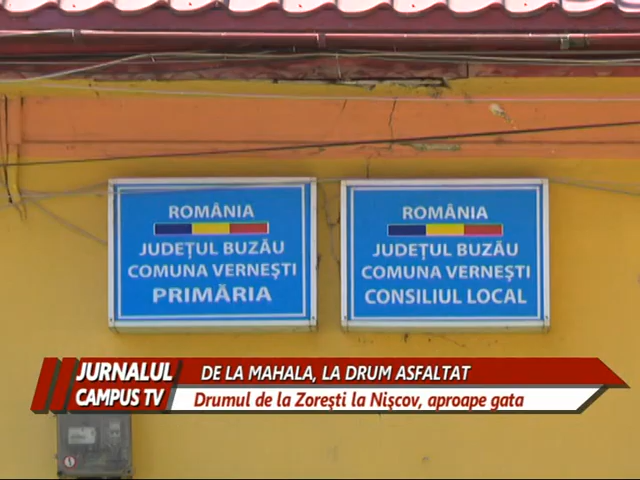 ROMÂNIA
JUDEȚUL BUZĂU
COMUNA VERNEȘTI
PRIMĂRIA
ROMÂNIA
JUDEȚUL BUZĂU
COMUNA VERNEȘTI
CONSILIUL LOCAL
JURNALUL
CAMPUS TV
DE LA MAHALA, LA DRUM ASFALTAT
Drumul de la Zorești la Nișcov, aproape gata